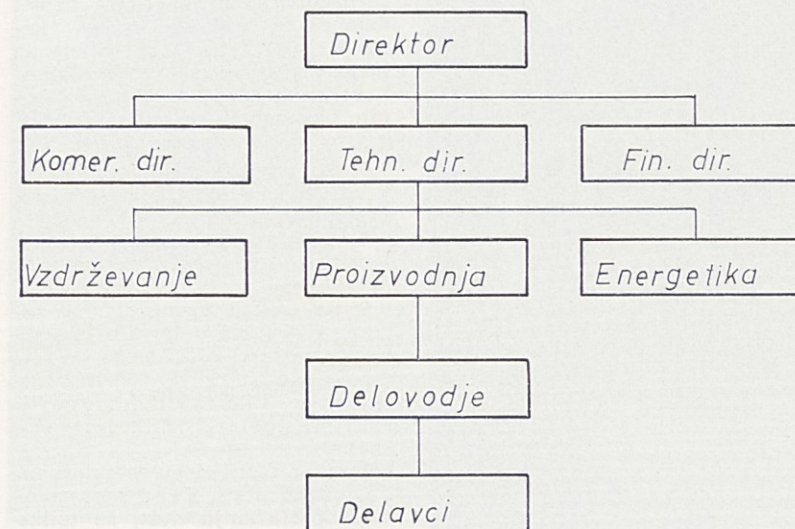 Direktor
Komer. dir.
Tehn. dir.
Fin. dir.
Vzdrževanje
Proizvodnja
Energetika
Delovodje
Delavci